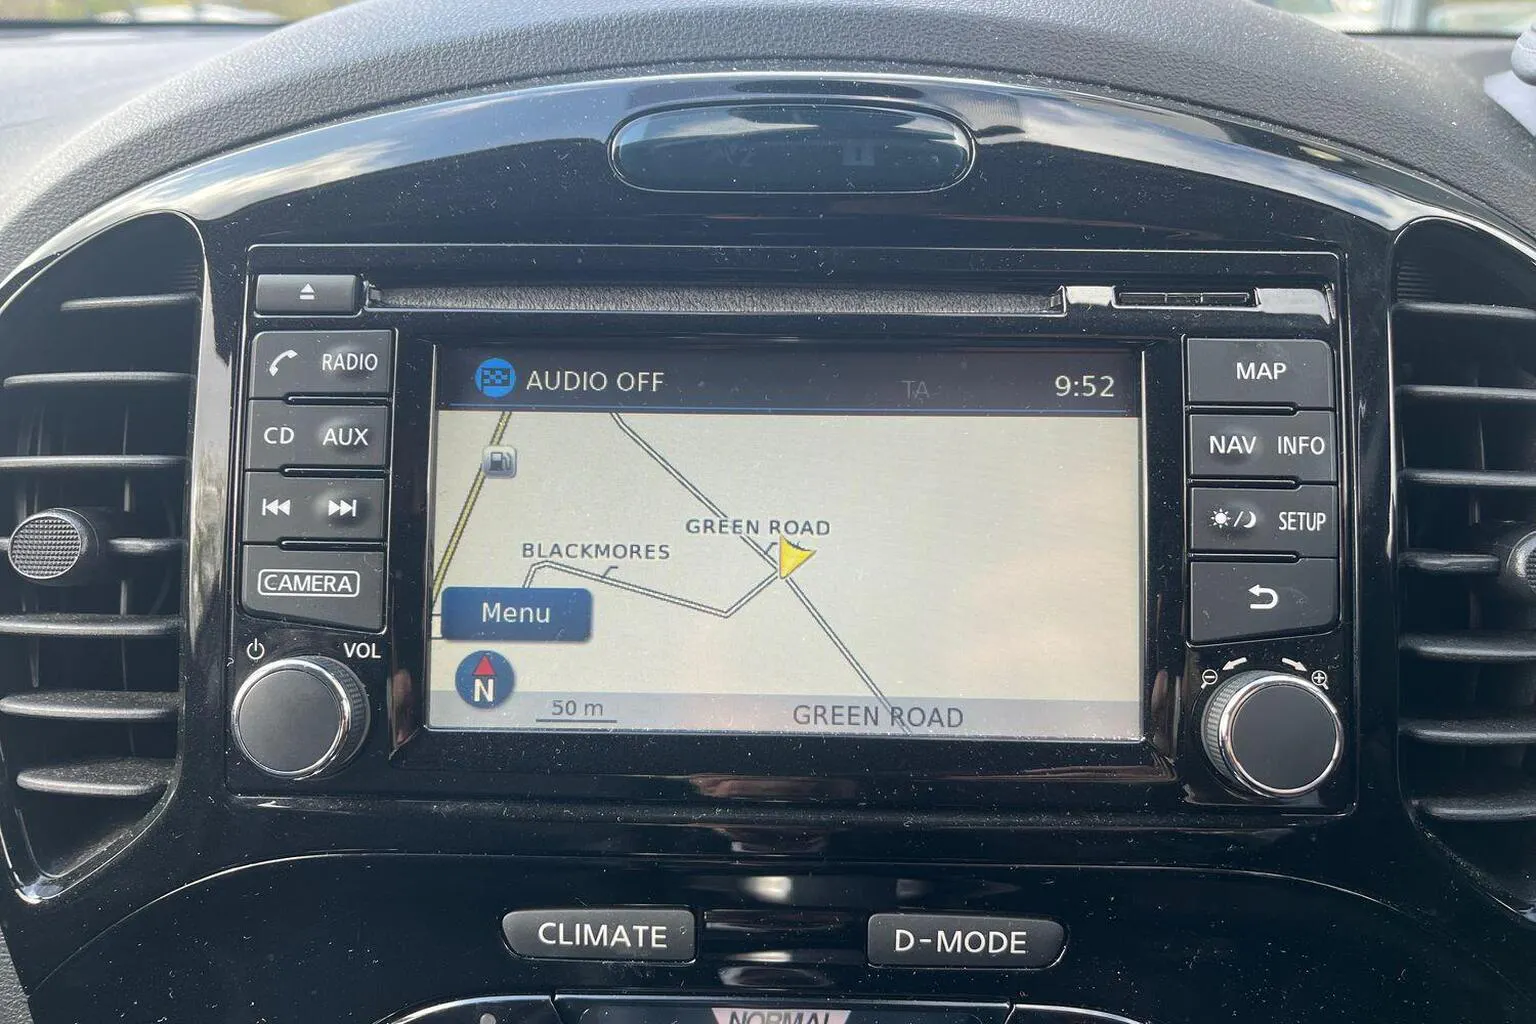 AUDIO OFF TA 9:52
RADIO
MAP
CD AUX
NAV INFO
GREEN ROAD
SETUP
BLACKMORES
CAMERA
Menu
VOL
N
50 m
GREEN ROAD
CLIMATE
D-MODE
NORMAL